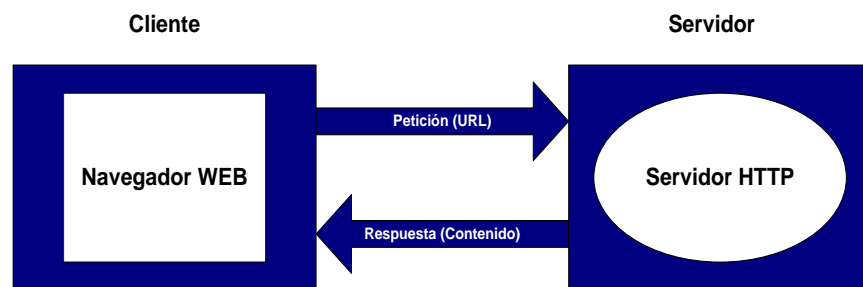 Cliente
Servidor
Petición (URL)
Navegador WEB
Servidor HTTP
Respuesta (Contenido)